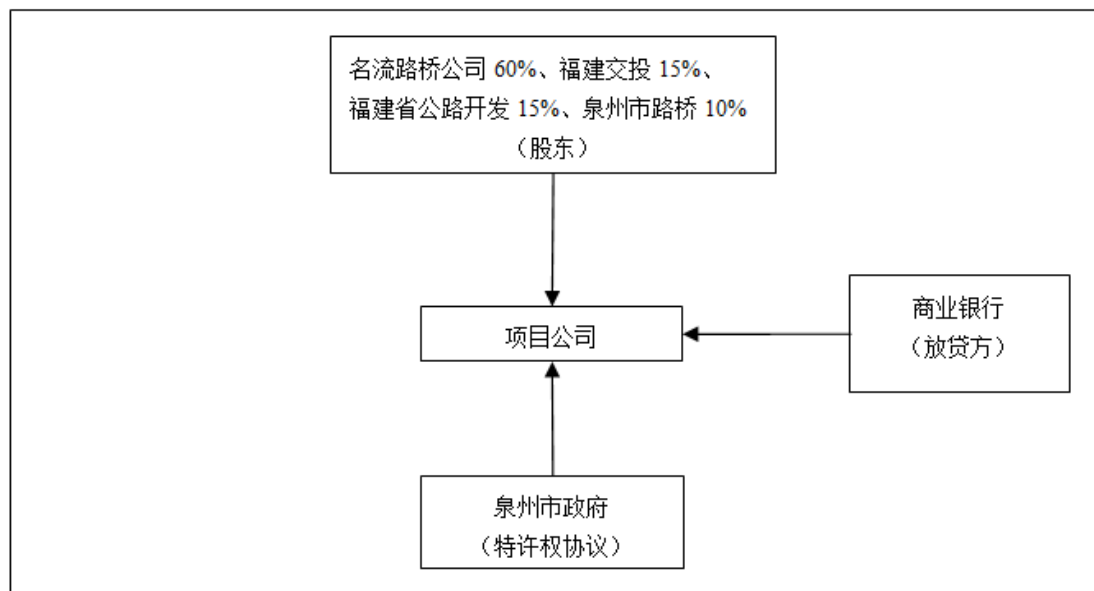 名流路桥公司 60%、福建交投 15%、
福建省公路开发 15%、泉州市路桥 10%
（股东）
项目公司
商业银行
（放贷方）
泉州市政府
（特许权协议）